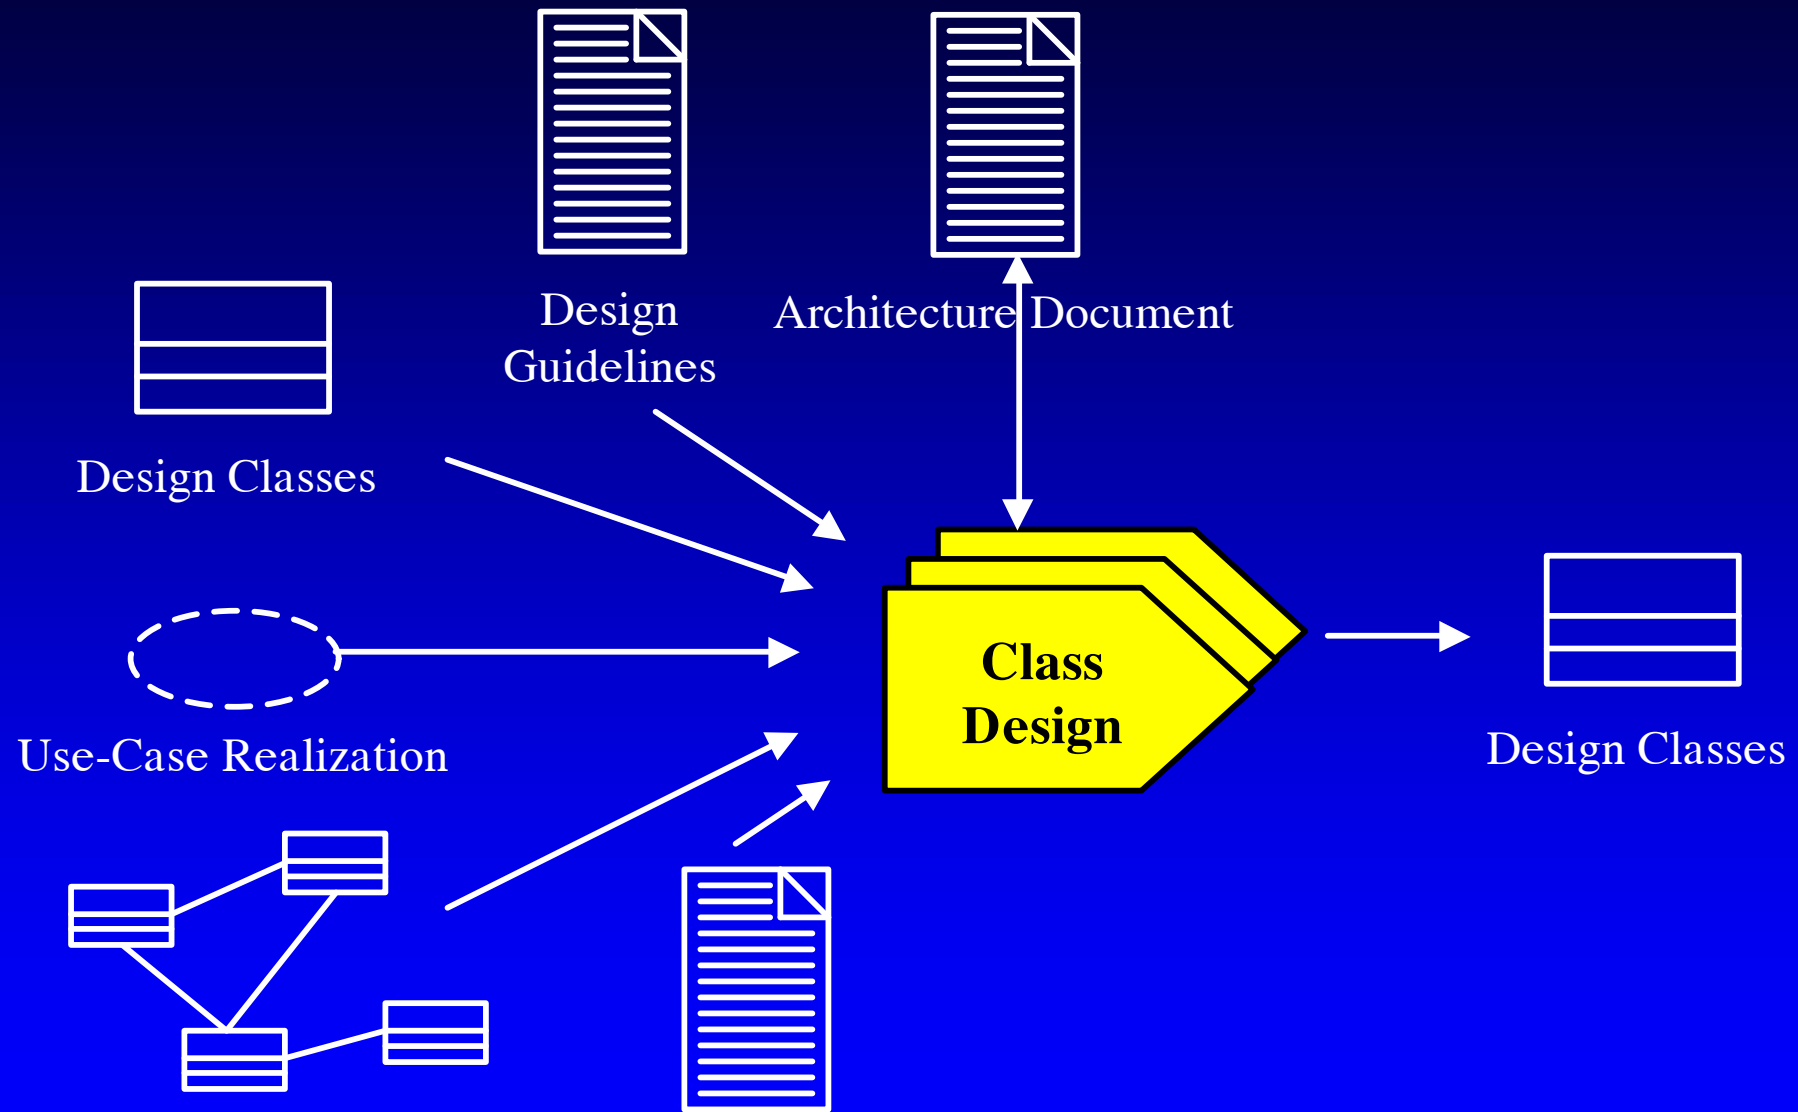 Design
Guidelines
Architecture Document
Design Classes
Use-Case Realization
Class
Design
Design Classes